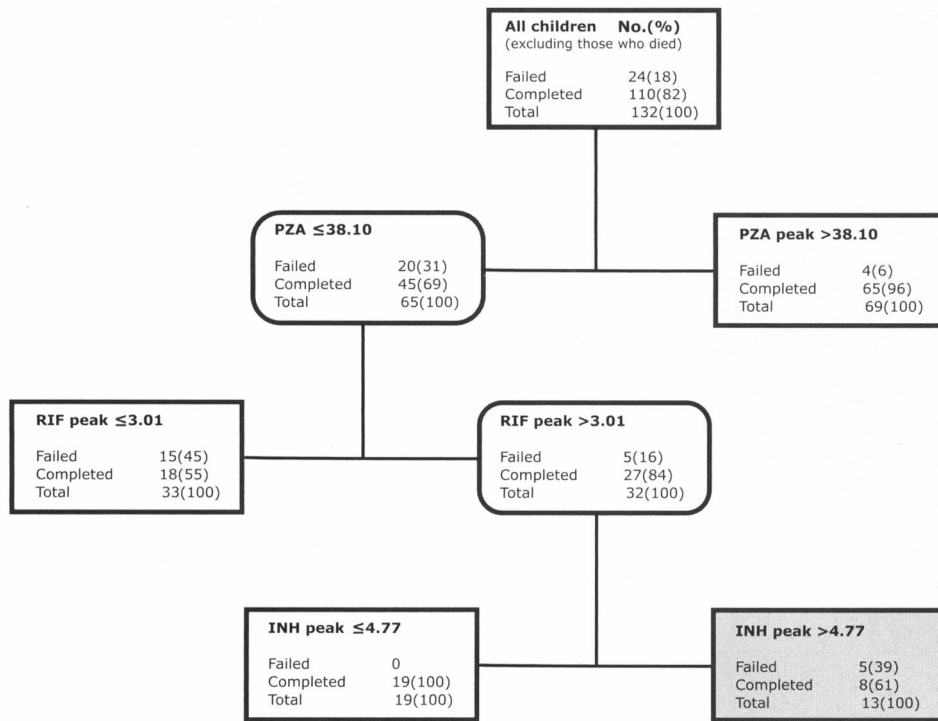 All children No.(%)
(excluding those who died)
Failed 24(18)
Completed 110(82)
Total 132(100)
PZA ≤38.10
Failed 20(31)
Completed 45(69)
Total 65(100)
PZA peak >38.10
Failed 4(6)
Completed 65(96)
Total 69(100)
RIF peak ≤3.01
Failed 15(45)
Completed 18(55)
Total 33(100)
RIF peak >3.01
Failed 5(16)
Completed 27(84)
Total 32(100)
INH peak ≤4.77
Failed 0
Completed 19(100)
Total 19(100)
INH peak >4.77
Failed 5(39)
Completed 8(61)
Total 13(100)